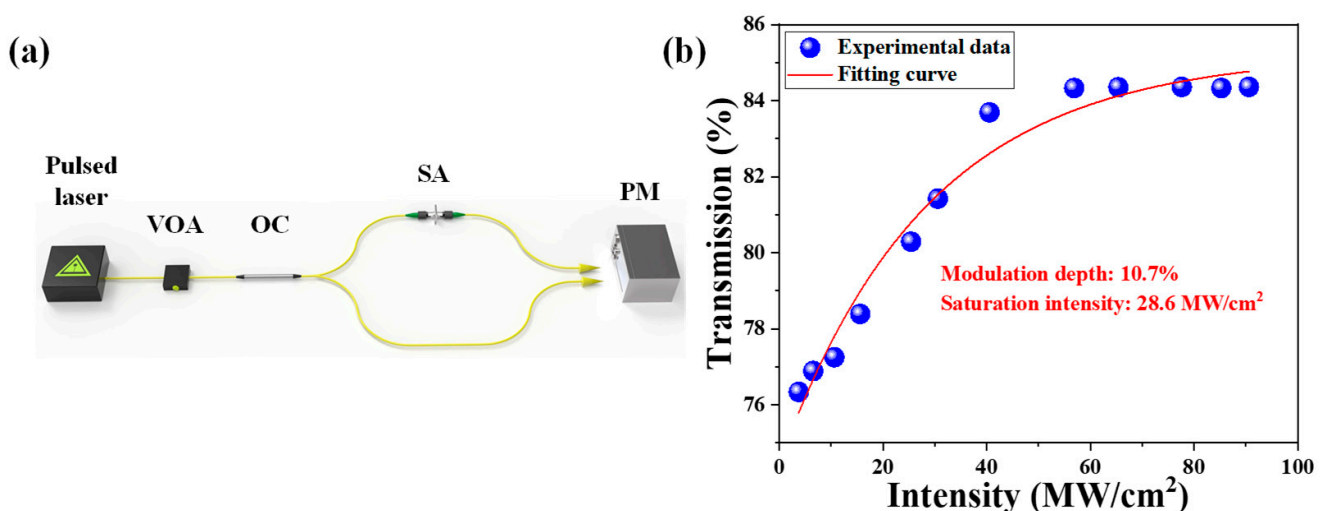 (a)
Pulsed
laser
VOA
OC
SA
PM
(b)
Transmission (%)
86
84
82
80
78
76
0
20
40
60
80
100
Intensity (MW/cm²)
Experimental data
Fitting curve
Modulation depth: 10.7%
Saturation intensity: 28.6 MW/cm²